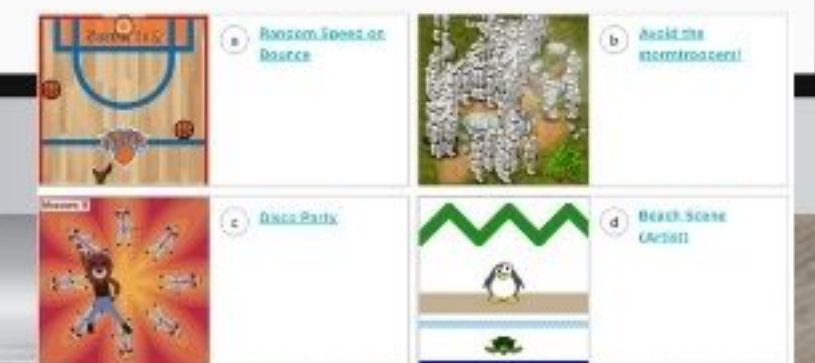 a
Random Speed on
Bounce
b
Avoid the
stormtroopers!
c
Disco Party
d
Beach Scene
(Artist)